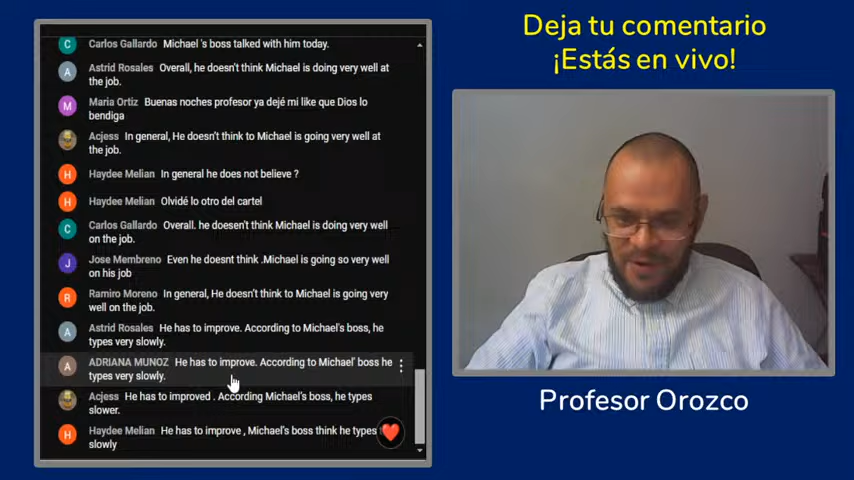 Deja tu comentario
¡Estás en vivo!
C Carlos Gallardo Michael 's boss talked with him today.
A Astrid Rosales Overall, he doesn't think Michael is doing very well at
the job.
M Maria Ortiz Buenas noches profesor ya dejé mi like que Dios lo
bendiga
Acjess In general, He doesn't think to Michael is going very well at
the job.
H Haydee Melian In general he does not believe ?
H Haydee Melian Olvidé lo otro del cartel
C Carlos Gallardo Overall. he doesen't think Michael is doing very well
on the job.
J Jose Membreno Even he doesnt think .Michael is going so very well
on his job
R Ramiro Moreno In general, He doesn't think to Michael is going very
well on the job.
A Astrid Rosales He has to improve. According to Michael's boss, he
types very slowly.
A ADRIANA MUNOZ He has to improve. According to Michael' boss he
types very slowly.
Acjess He has to improved . According Michael's boss, he types
slower.
H Haydee Melian He has to improve , Michael's boss think he types
slowly
Profesor Orozco